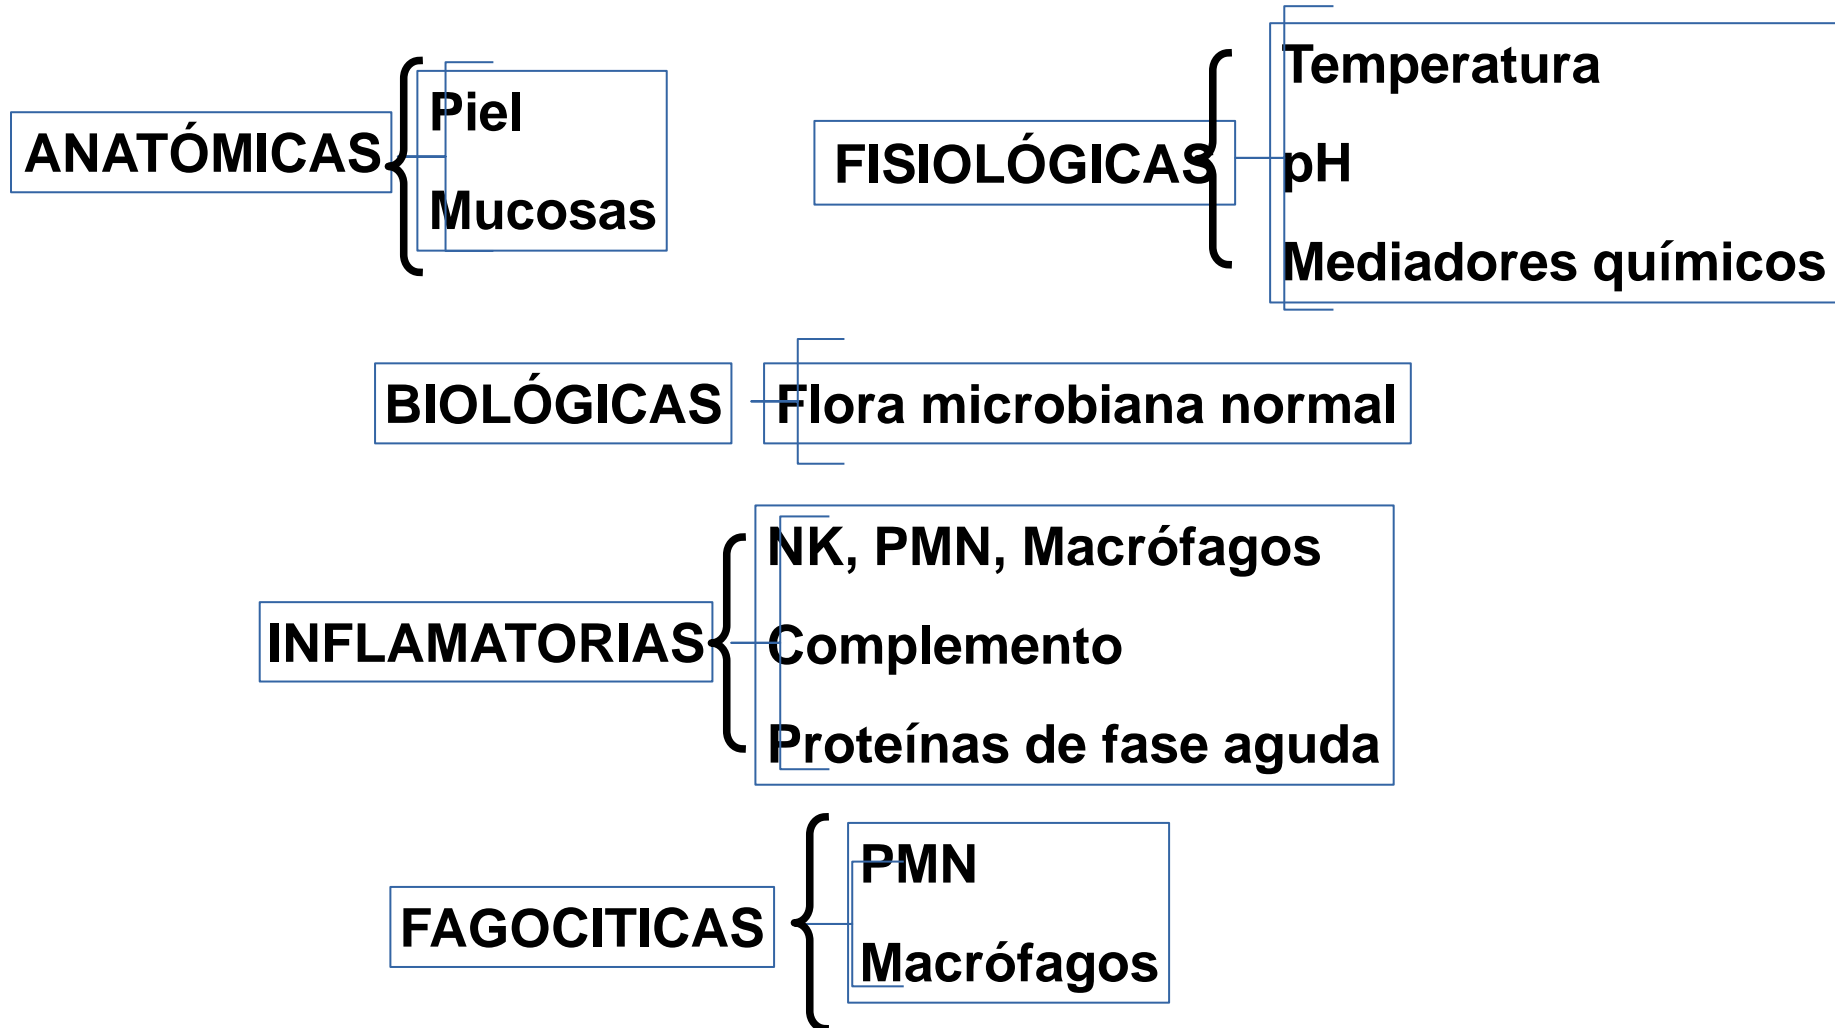 ANATÓMICAS
Piel
Mucosas
FISIOLÓGICAS
Temperatura
pH
Mediadores químicos
BIOLÓGICAS
Flora microbiana normal
INFLAMATORIAS
NK, PMN, Macrófagos
Complemento
Proteínas de fase aguda
FAGOCITICAS
PMN
Macrófagos